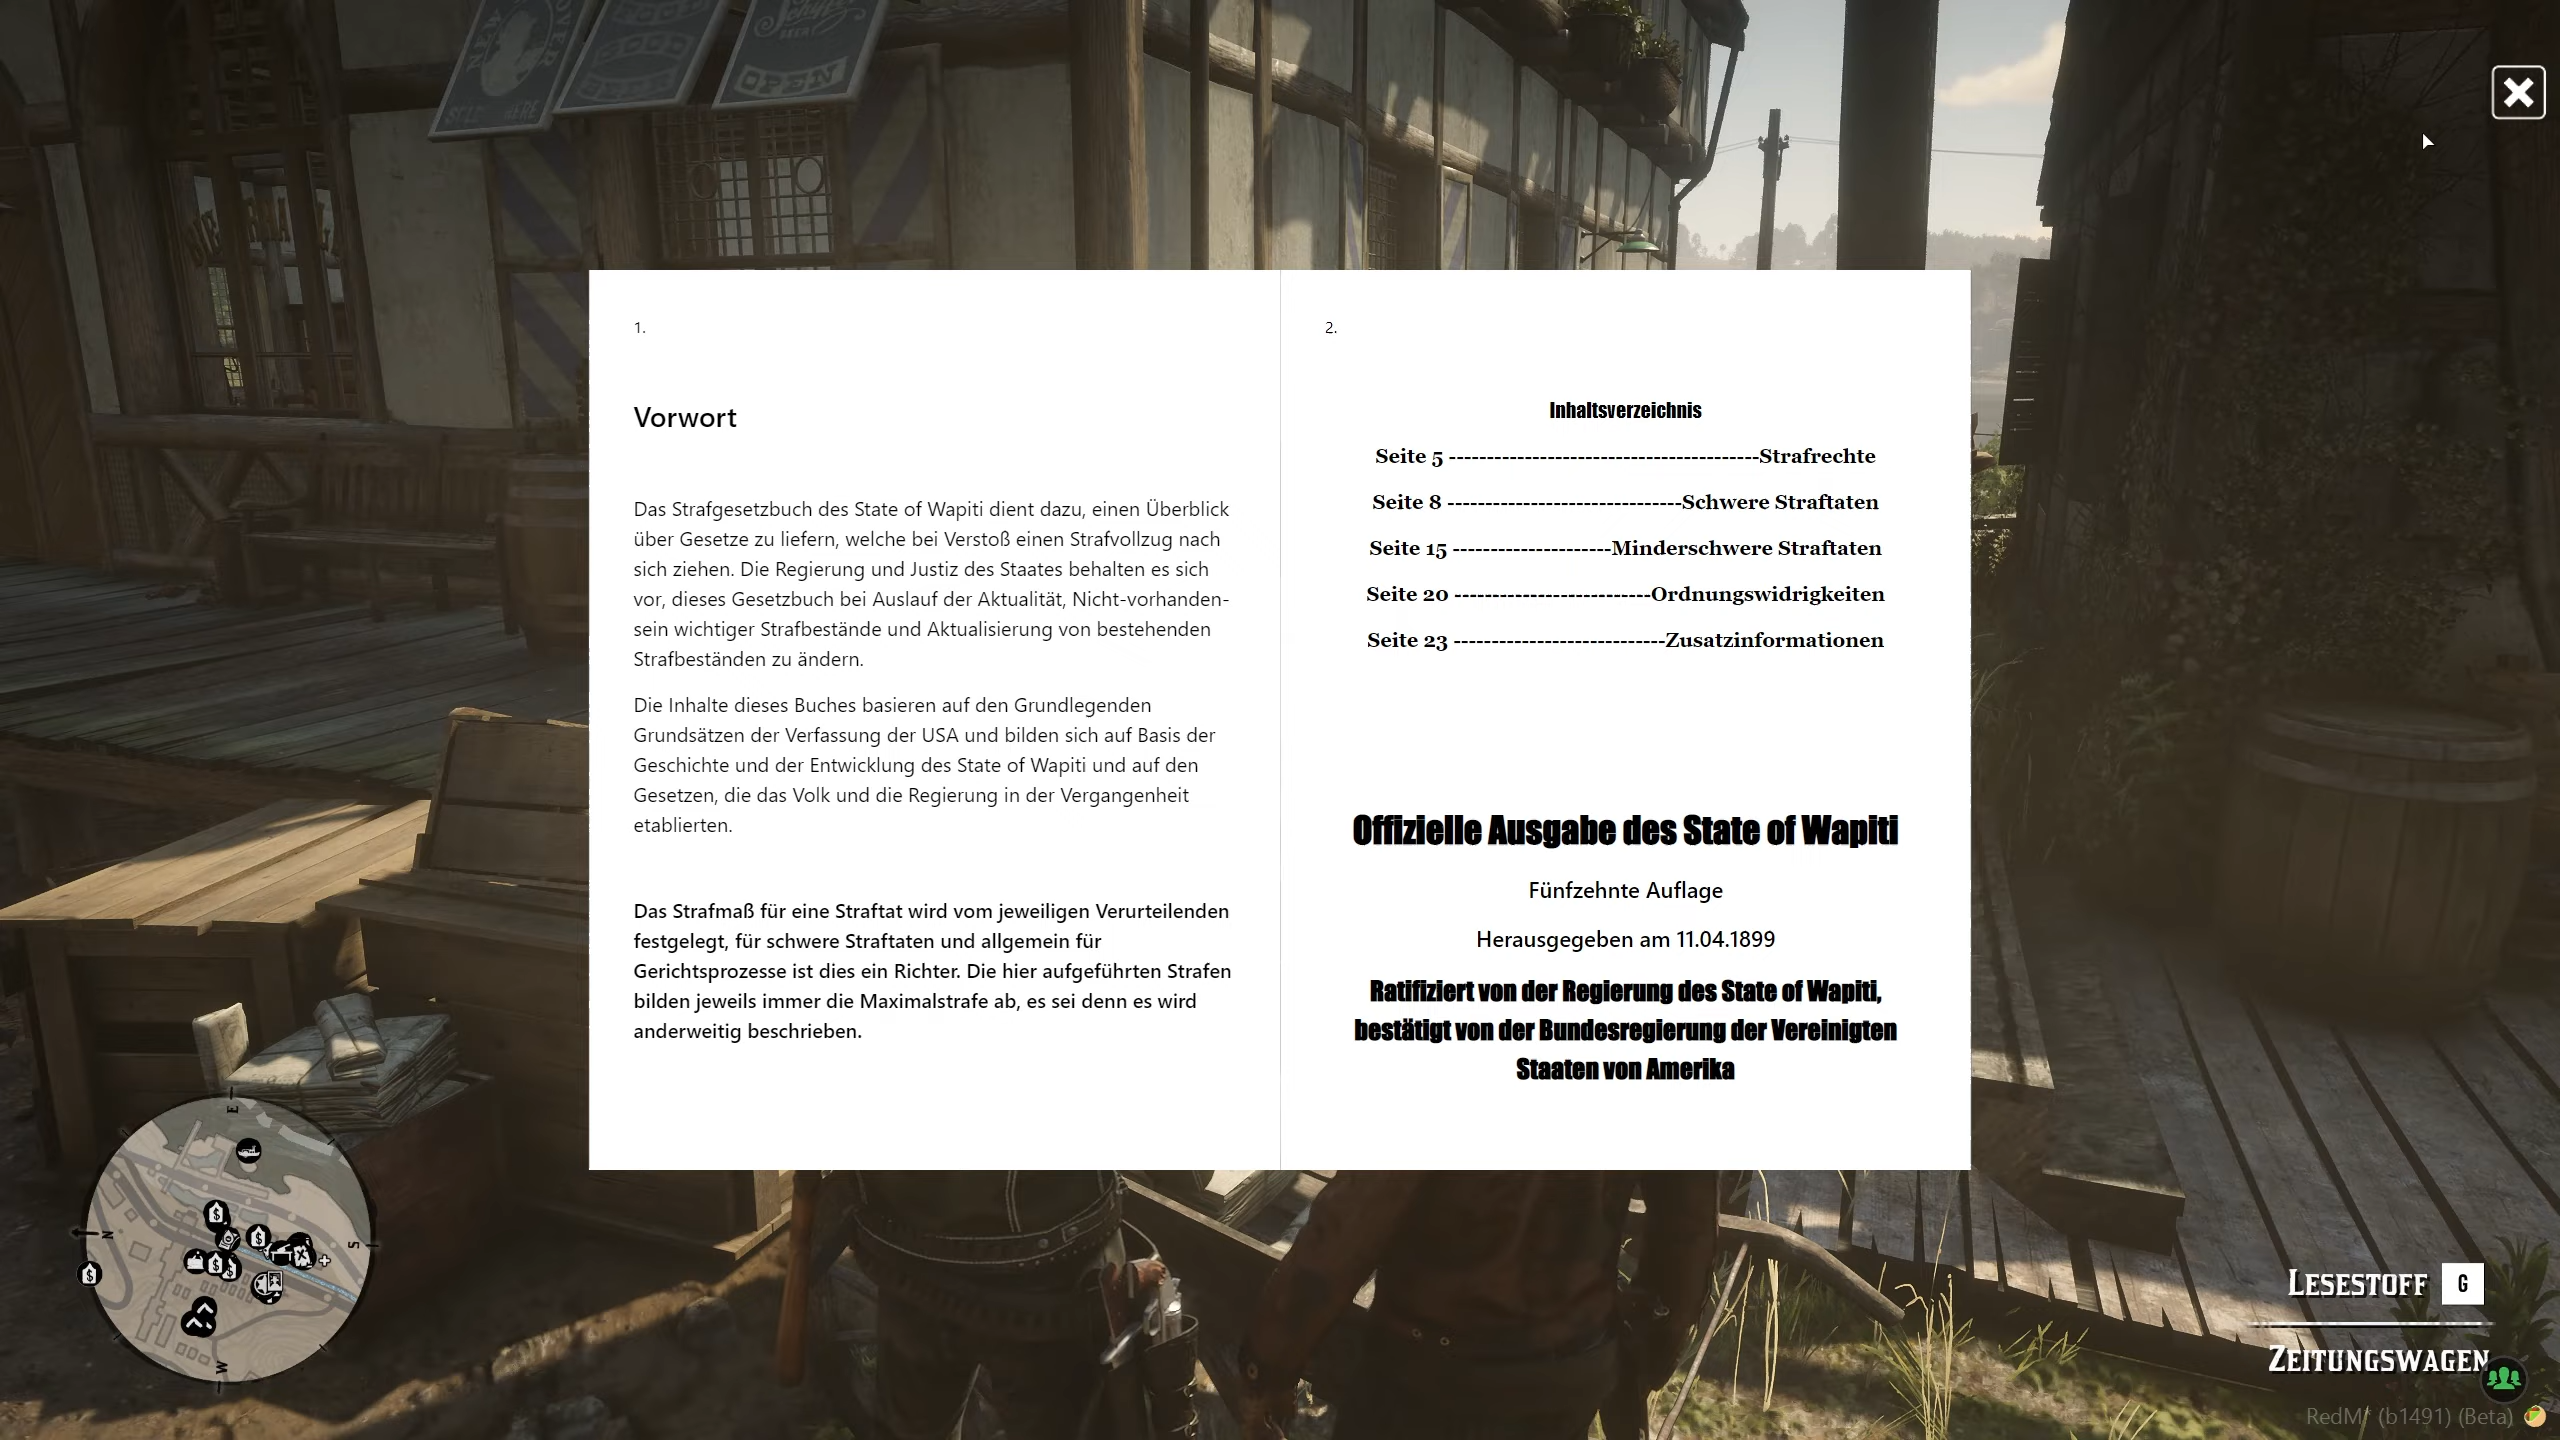 OPEN
1.
Vorwort
Das Strafgesetzbuch des State of Wapiti dient dazu, einen Überblick
über Gesetze zu liefern, welche bei Verstoß einen Strafvollzug nach
sich ziehen. Die Regierung und Justiz des Staates behalten es sich
vor, dieses Gesetzbuch bei Auslauf der Aktualität, Nicht-vorhanden-
sein wichtiger Strafbestände und Aktualisierung von bestehenden
Strafbeständen zu ändern.
Die Inhalte dieses Buches basieren auf den Grundlegenden
Grundsätzen der Verfassung der USA und bilden sich auf Basis der
Geschichte und der Entwicklung des State of Wapiti und auf den
Gesetzen, die das Volk und die Regierung in der Vergangenheit
etablierten.
Das Strafmaß für eine Straftat wird vom jeweiligen Verurteilenden
festgelegt, für schwere Straftaten und allgemein für
Gerichtsprozesse ist dies ein Richter. Die hier aufgeführten Strafen
bilden jeweils immer die Maximalstrafe ab, es sei denn es wird
anderweitig beschrieben.
2.
Inhaltsverzeichnis
Seite 5 -----------------------------------------Strafrechte
Seite 8 -------------------------------Schwere Straftaten
Seite 15 ---------------------Minderschwere Straftaten
Seite 20 --------------------------Ordnungswidrigkeiten
Seite 23 ----------------------------Zusatzinformationen
Offizielle Ausgabe des State of Wapiti
Fünfzehnte Auflage
Herausgegeben am 11.04.1899
Ratifiziert von der Regierung des State of Wapiti,
bestätigt von der Bundesregierung der Vereinigten
Staaten von Amerika
E
N
S
W
LESESTOFF G
ZEITUNGSWAGEN
RedM* (b1491) (Beta)